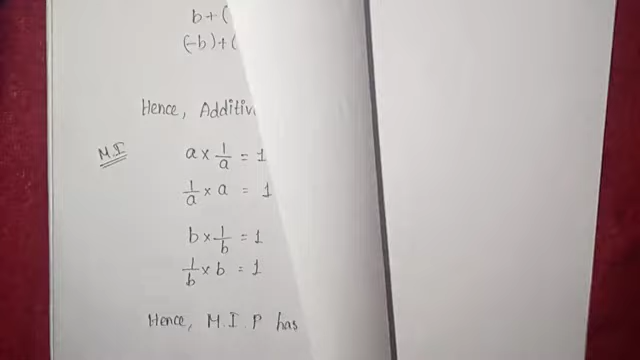 b + (
(-b) + (
Hence, Additiv
M.I
a × 1/a = 1
1/a × a = 1
b × 1/b = 1
1/b × b = 1
Hence, M.I.P has